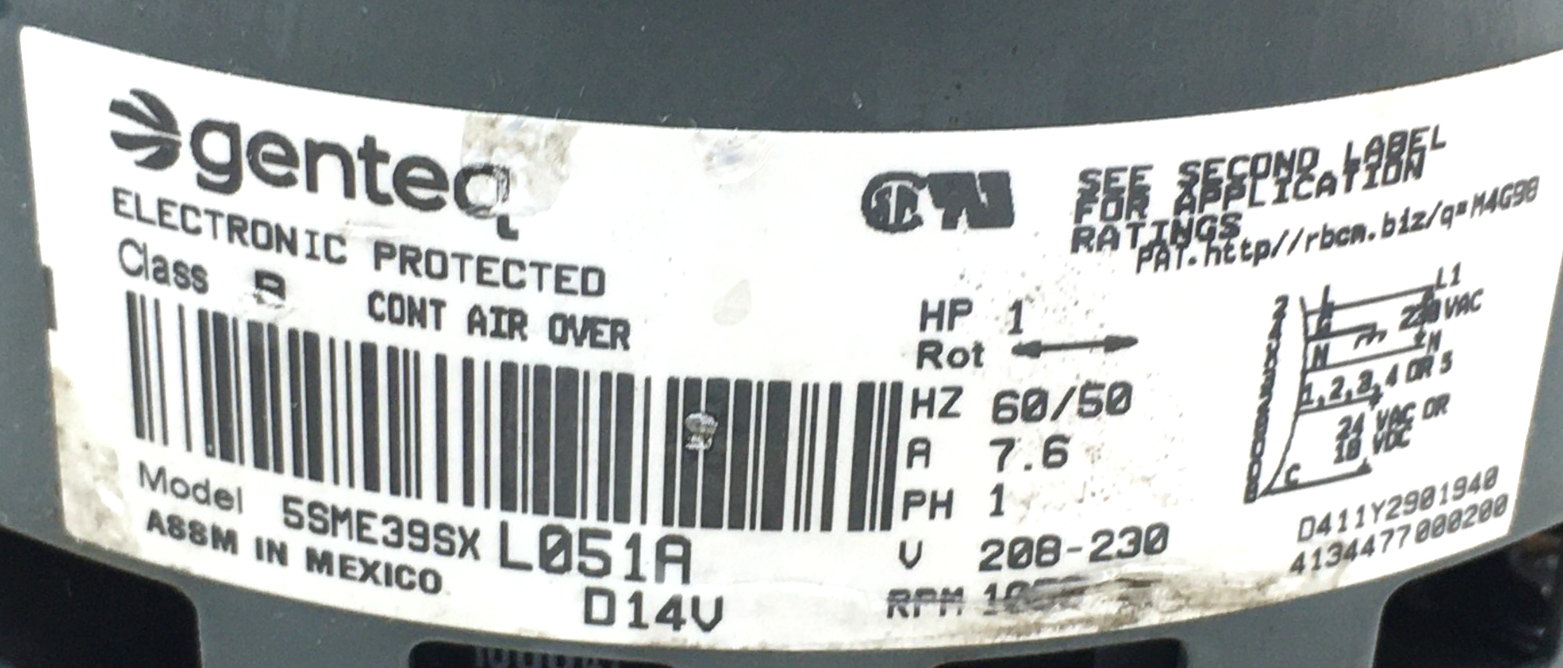 genteq
ELECTRONIC PROTECTED
Class B
CONT AIR OVER
Model 5SME39SX L051A
ASSM IN MEXICO
D14V
SEE SECOND LABEL
FOR APPLICATION
RATINGS
PAT. http//rbcm.biz/q=M4G98
HP 1
Rot
HZ 60/50
A 7.6
PH 1
V 208-230
RPM
L1
L
G
230 VAC
N
N
1,2,3,4 OR 5
24 VAC OR
18 VDC
C
D411Y2901940
4134477000200